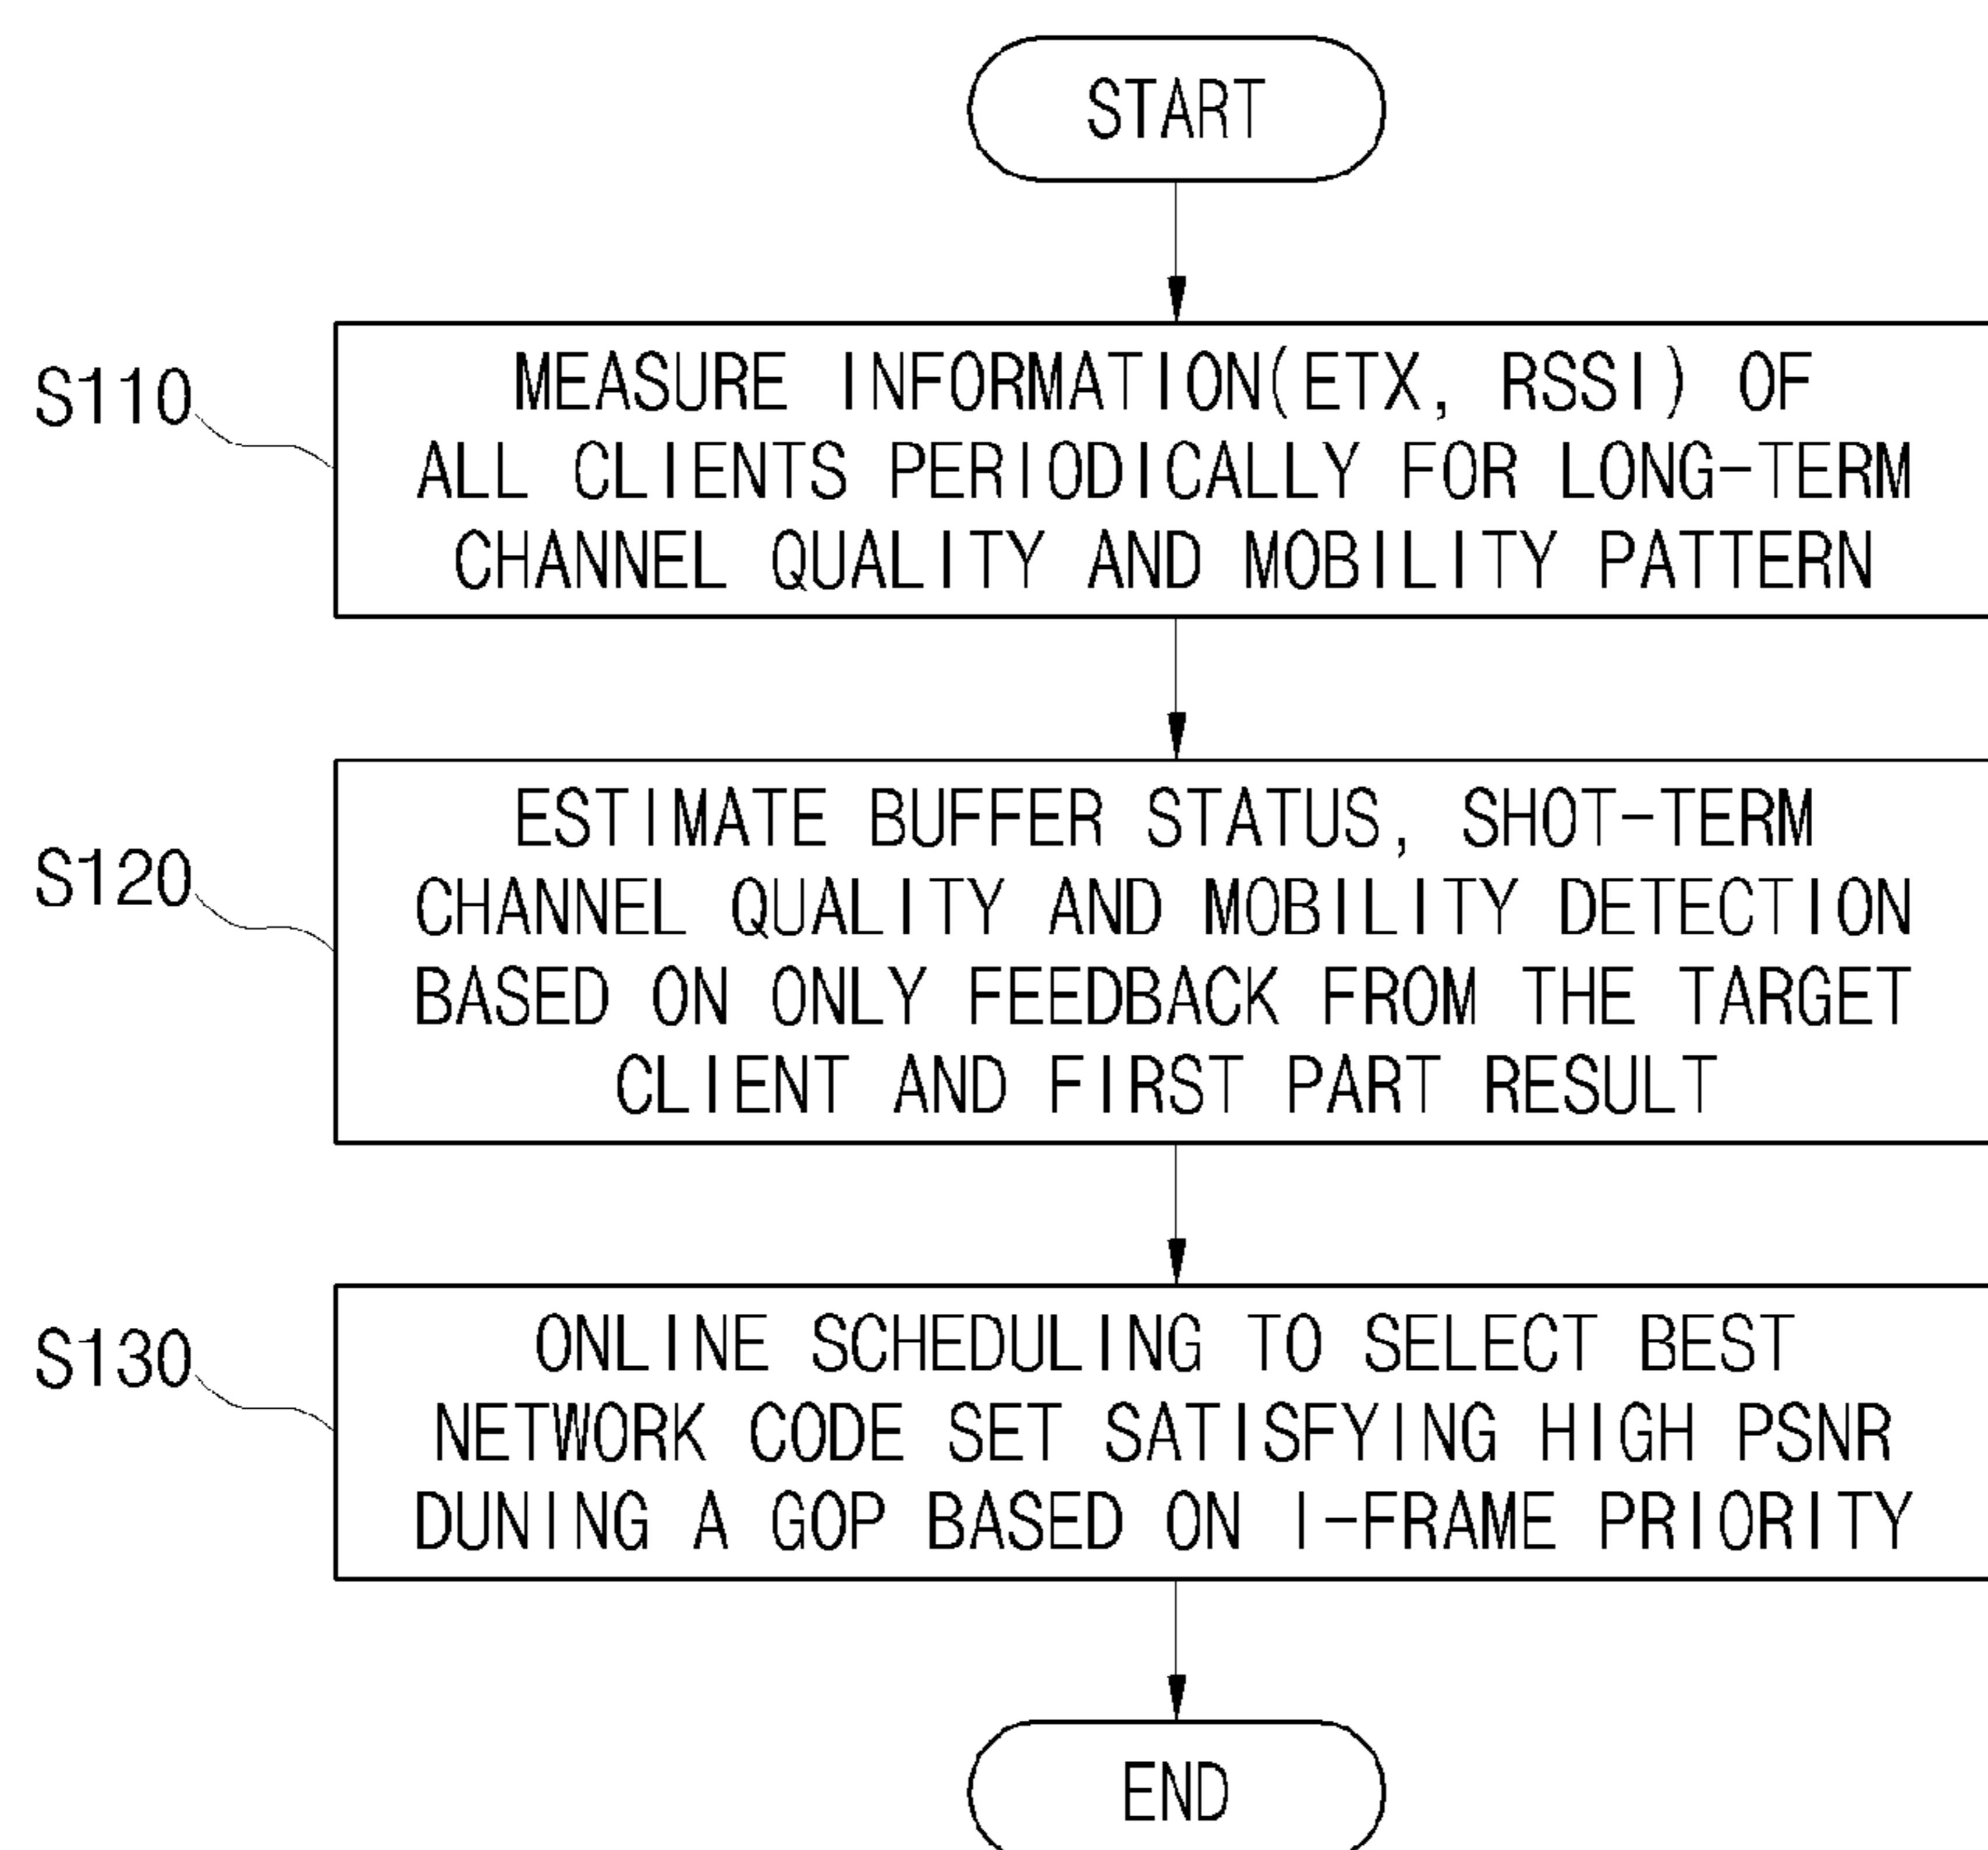 START
S110
MEASURE INFORMATION(ETX, RSSI) OF
ALL CLIENTS PERIODICALLY FOR LONG-TERM
CHANNEL QUALITY AND MOBILITY PATTERN
S120
ESTIMATE BUFFER STATUS, SHOT-TERM
CHANNEL QUALITY AND MOBILITY DETECTION
BASED ON ONLY FEEDBACK FROM THE TARGET
CLIENT AND FIRST PART RESULT
S130
ONLINE SCHEDULING TO SELECT BEST
NETWORK CODE SET SATISFYING HIGH PSNR
DUNING A GOP BASED ON I-FRAME PRIORITY
END